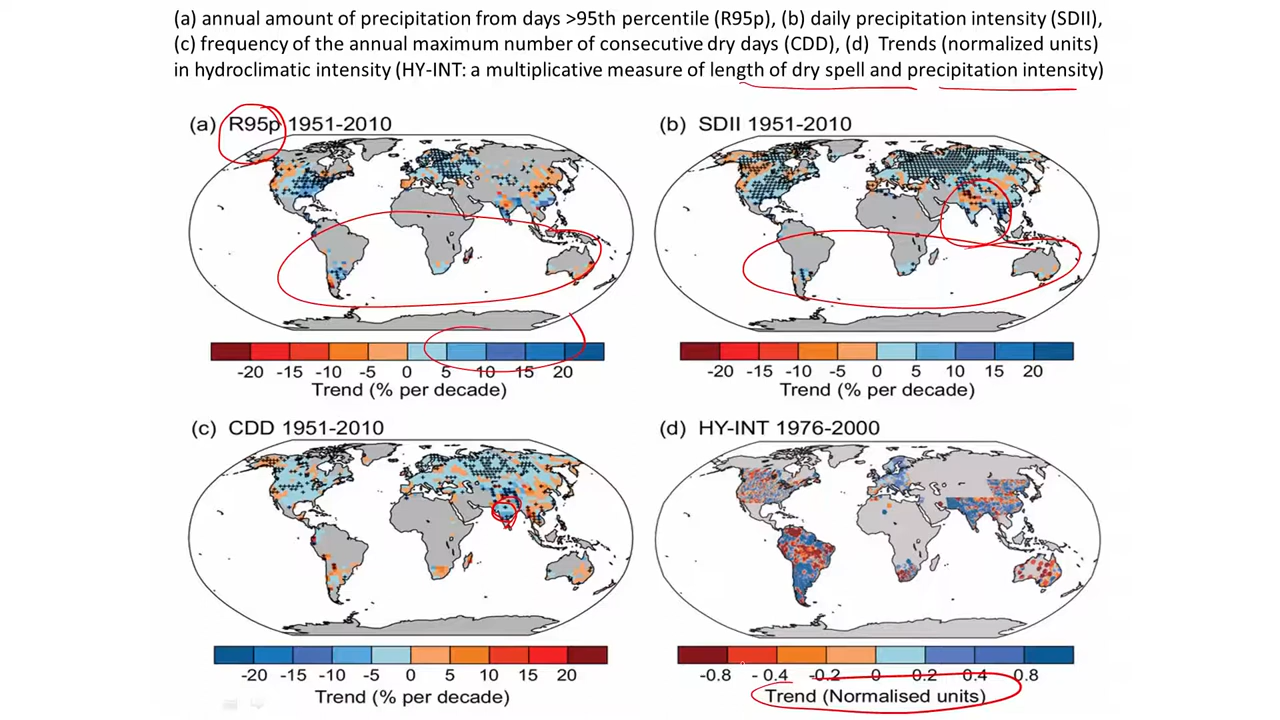 (a) annual amount of precipitation from days >95th percentile (R95p), (b) daily precipitation intensity (SDII),
(c) frequency of the annual maximum number of consecutive dry days (CDD), (d) Trends (normalized units)
in hydroclimatic intensity (HY-INT: a multiplicative measure of length of dry spell and precipitation intensity)
(a) R95p 1951-2010
(b) SDII 1951-2010
-20 -15 -10 -5 0 5 10 15 20
Trend (% per decade)
-20 -15 -10 -5 0 5 10 15 20
Trend (% per decade)
(c) CDD 1951-2010
(d) HY-INT 1976-2000
-20 -15 -10 -5 0 5 10 15 20
Trend (% per decade)
-0.8 - 0.4 -0.2 0 0.2 0.4 0.8
Trend (Normalised units)